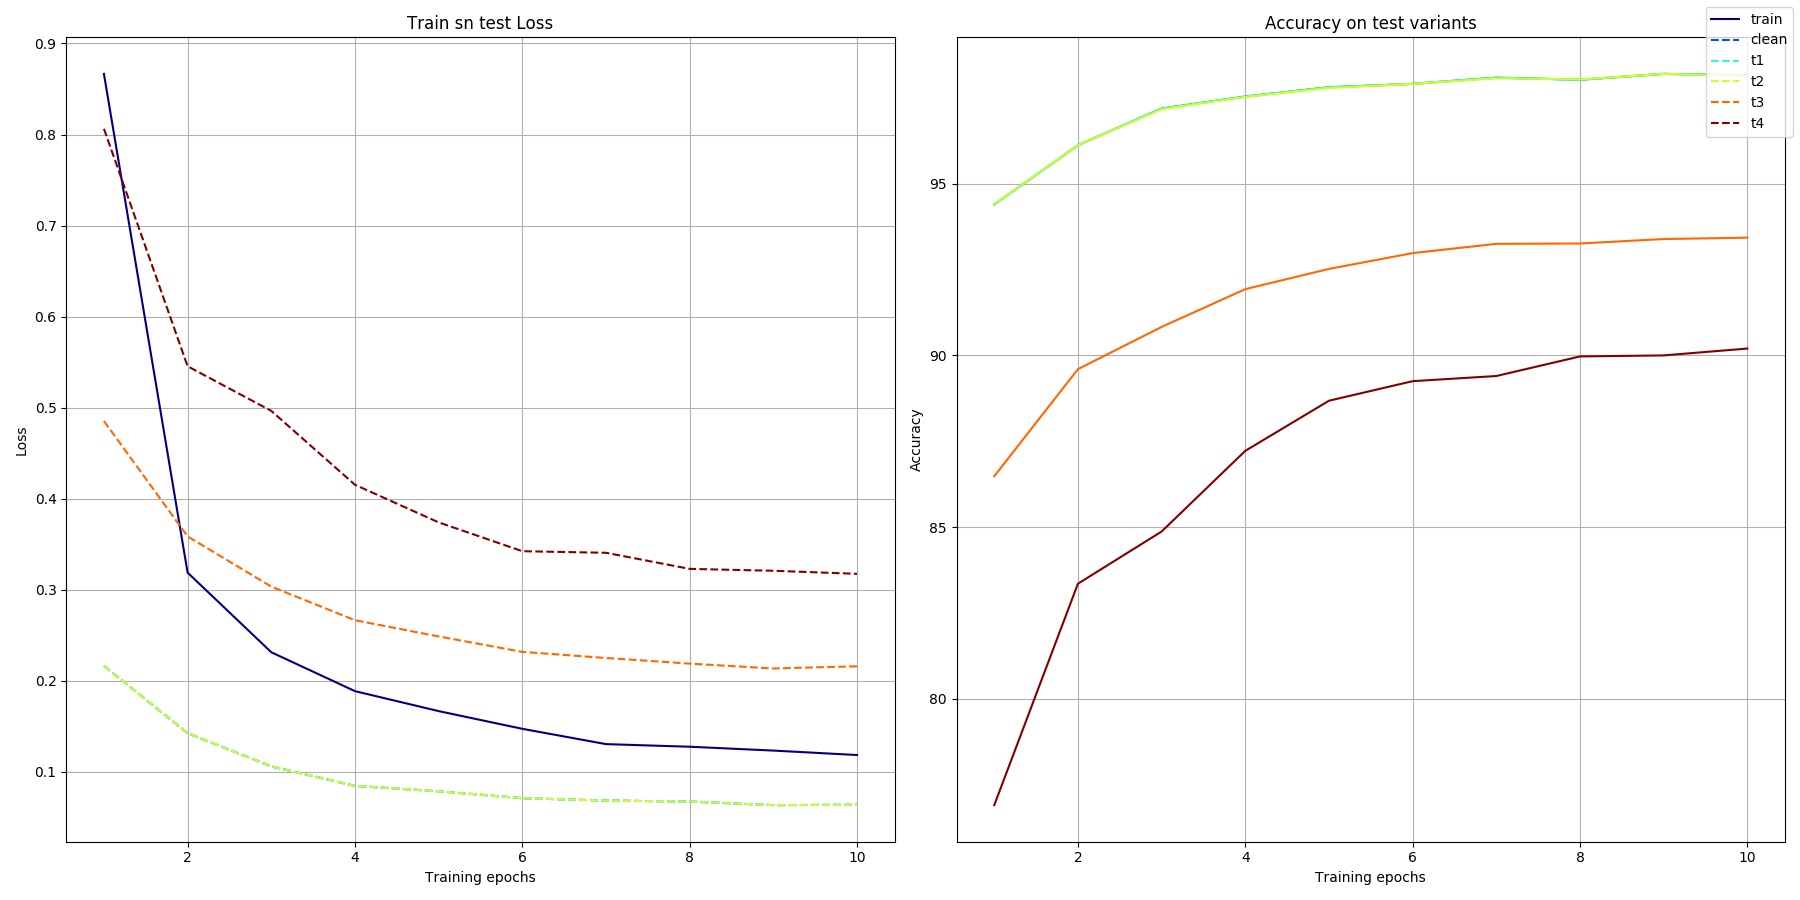 Train sn test Loss
0.9
0.8
0.7
0.6
0.5
0.4
0.3
0.2
0.1
Loss
2 4 6 8 10
Training epochs
Accuracy on test variants
95
90
85
80
Accuracy
2 4 6 8 10
Training epochs
train
clean
t1
t2
t3
t4